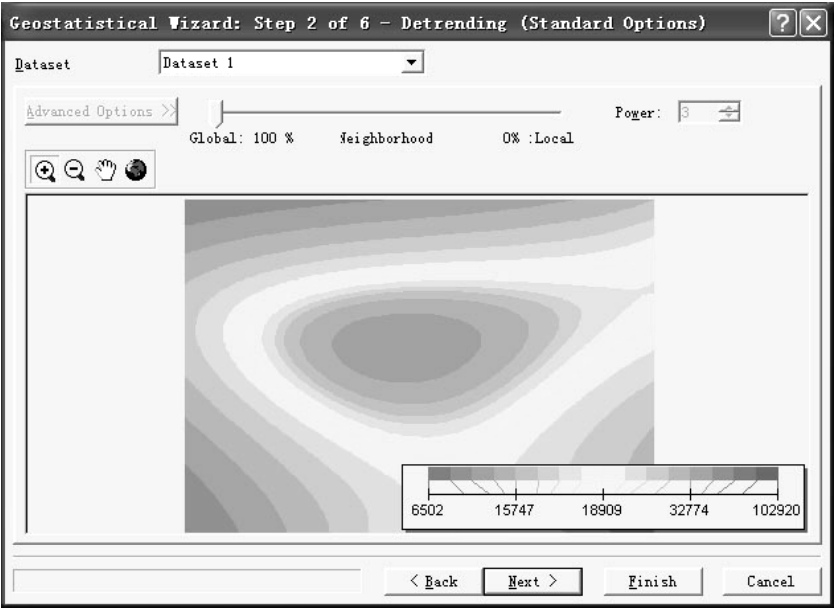 Geostatistical Wizard: Step 2 of 6 - Detrending (Standard Options)
Dataset
Dataset 1
Advanced Options >>
Power: 3
Global: 100 % Neighborhood 0% :Local
6502 15747 18909 32774 102920
< Back Next > Finish Cancel